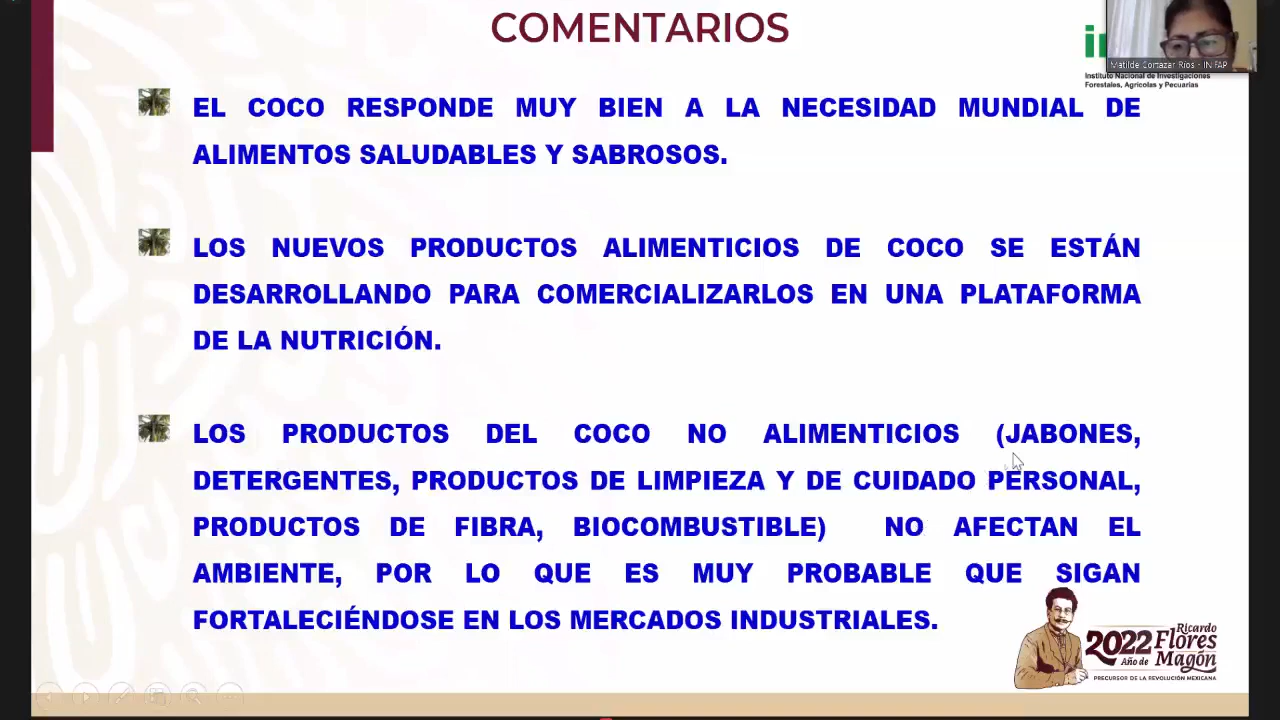 COMENTARIOS
Matilde Cortazar Rios - INIFAP
Instituto Nacional de Investigaciones
Forestales, Agrícolas y Pecuarias
EL COCO RESPONDE MUY BIEN A LA NECESIDAD MUNDIAL DE
ALIMENTOS SALUDABLES Y SABROSOS.
LOS NUEVOS PRODUCTOS ALIMENTICIOS DE COCO SE ESTÁN
DESARROLLANDO PARA COMERCIALIZARLOS EN UNA PLATAFORMA
DE LA NUTRICIÓN.
LOS PRODUCTOS DEL COCO NO ALIMENTICIOS (JABONES,
DETERGENTES, PRODUCTOS DE LIMPIEZA Y DE CUIDADO PERSONAL,
PRODUCTOS DE FIBRA, BIOCOMBUSTIBLE) NO AFECTAN EL
AMBIENTE, POR LO QUE ES MUY PROBABLE QUE SIGAN
FORTALECIÉNDOSE EN LOS MERCADOS INDUSTRIALES.
2022 Ricardo
Año de Flores
Magón
PRECURSOR DE LA REVOLUCIÓN MEXICANA